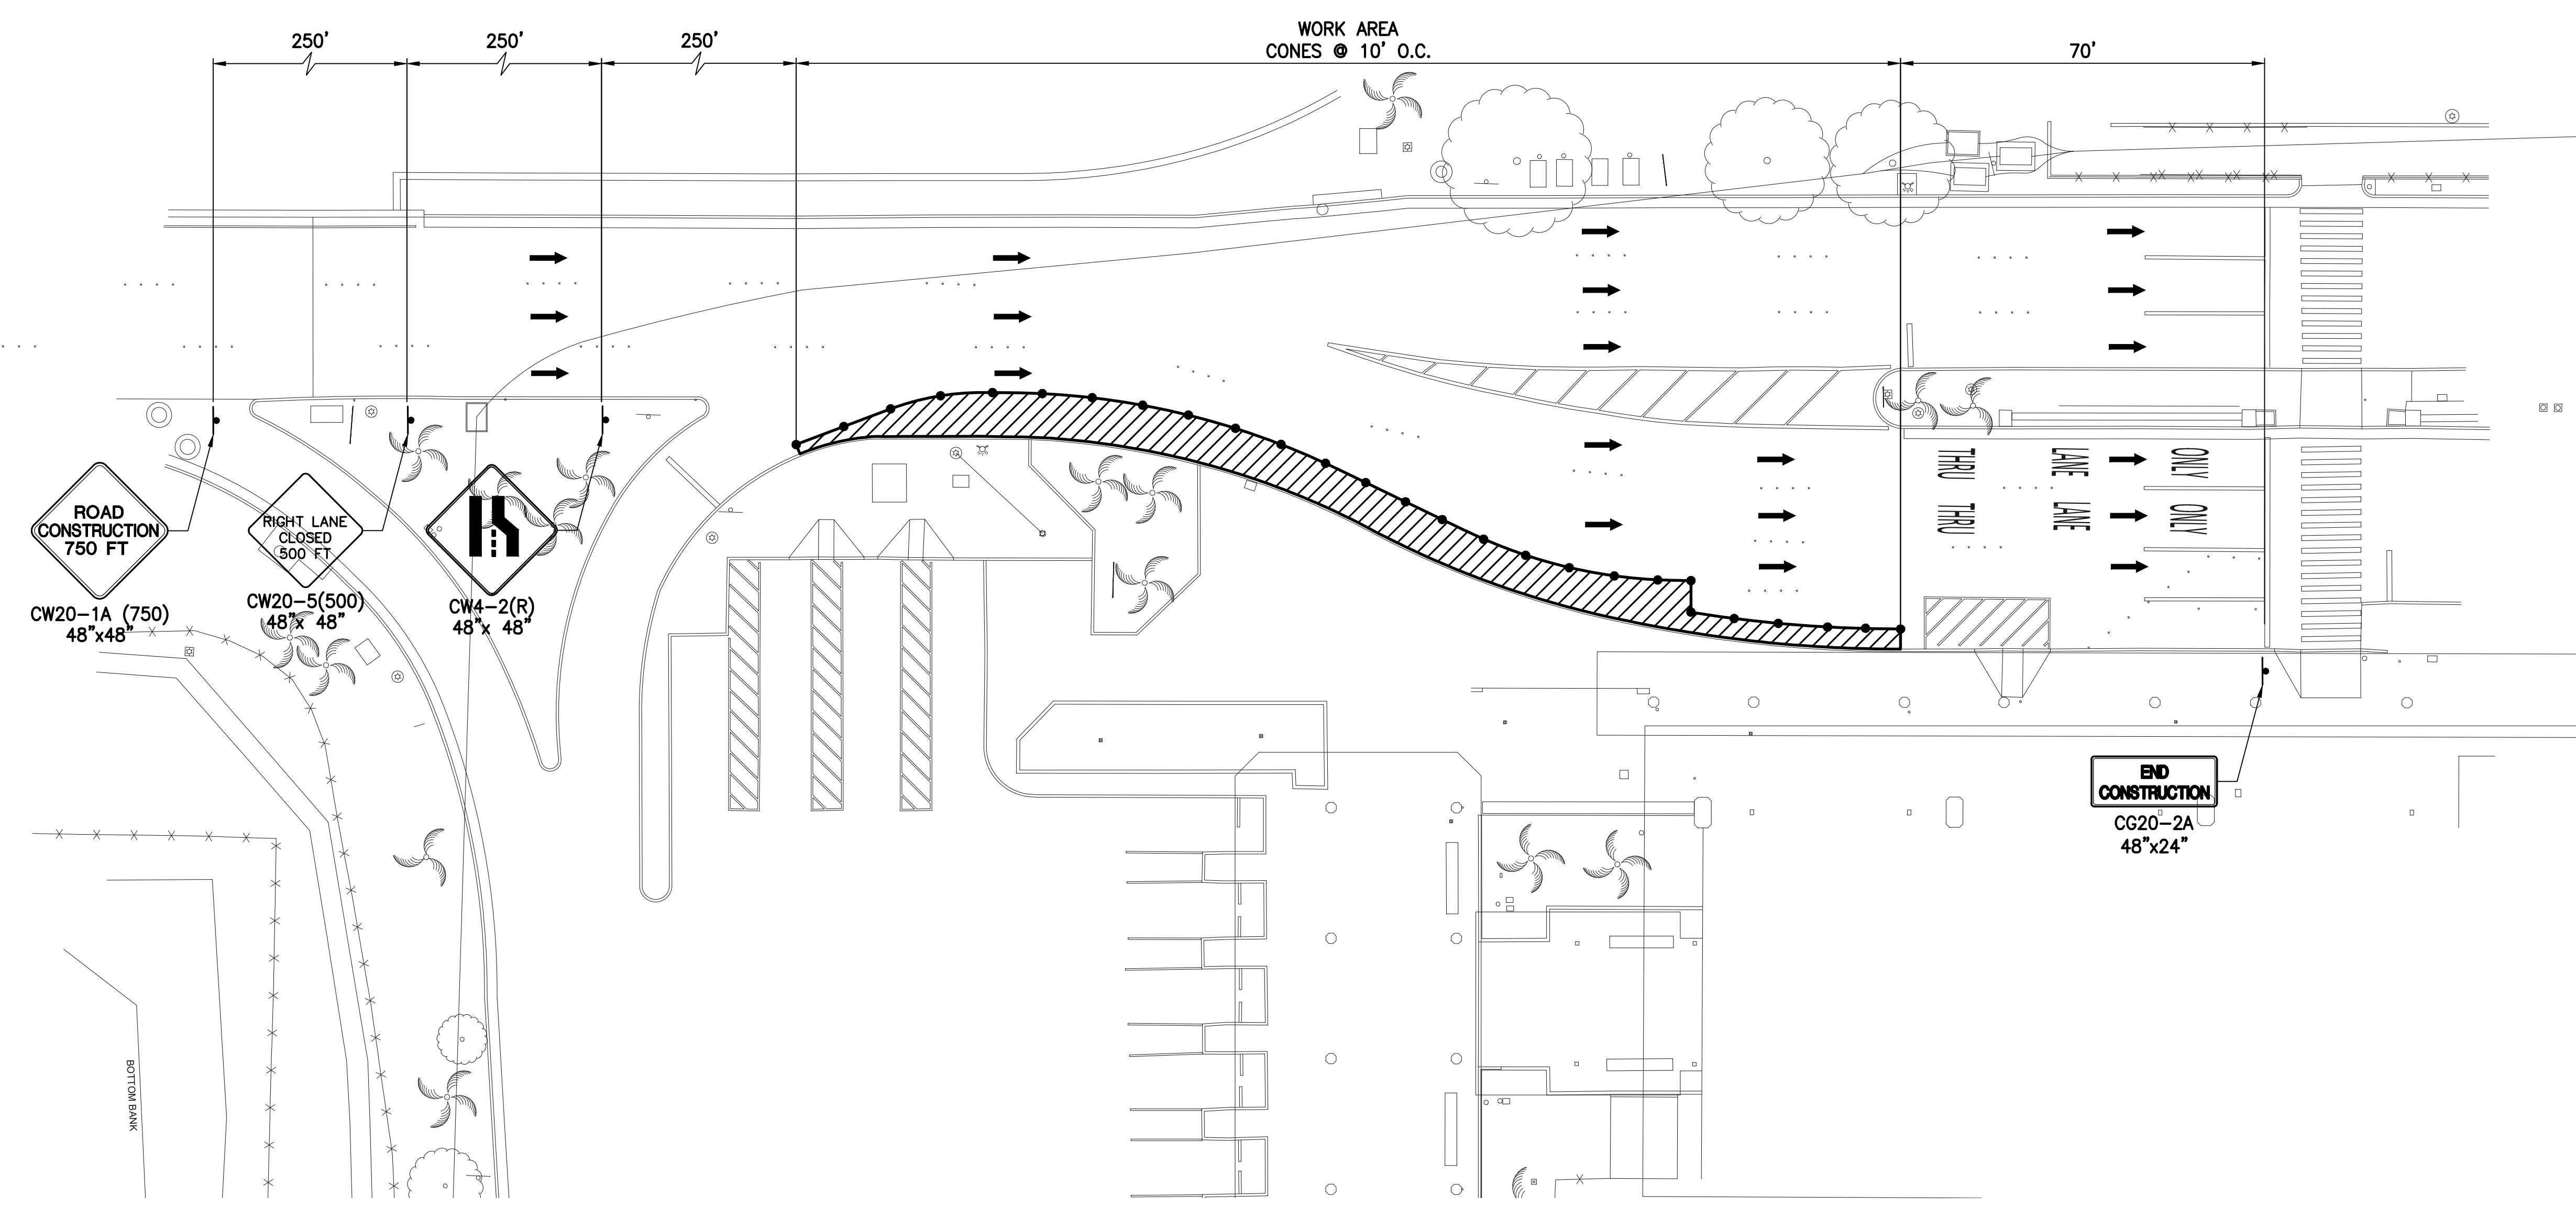 250'
250'
250'
WORK AREA
CONES @ 10' O.C.
70'
ROAD
CONSTRUCTION
750 FT
CW20-1A (750)
48"x48"
RIGHT LANE
CLOSED
500 FT
CW20-5(500)
48"x 48"
CW4-2(R)
48"x 48"
THRU
LANE
ONLY
THRU
LANE
ONLY
END
CONSTRUCTION
CG20-2A
48"x24"
BOTTOM BANK